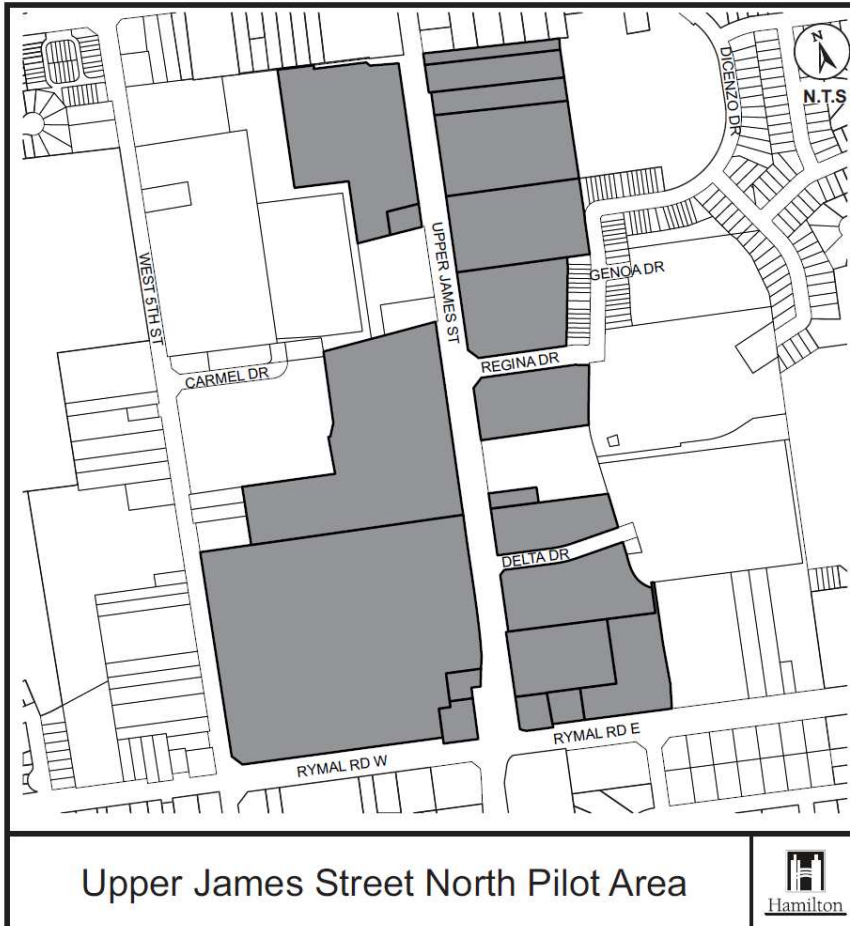 N
N.T.S
DICENZO DR
UPPER JAMES ST
WEST 5TH ST
GENOA DR
REGINA DR
CARMEL DR
DELTA DR
RYMAL RD E
RYMAL RD W
Upper James Street North Pilot Area
Hamilton